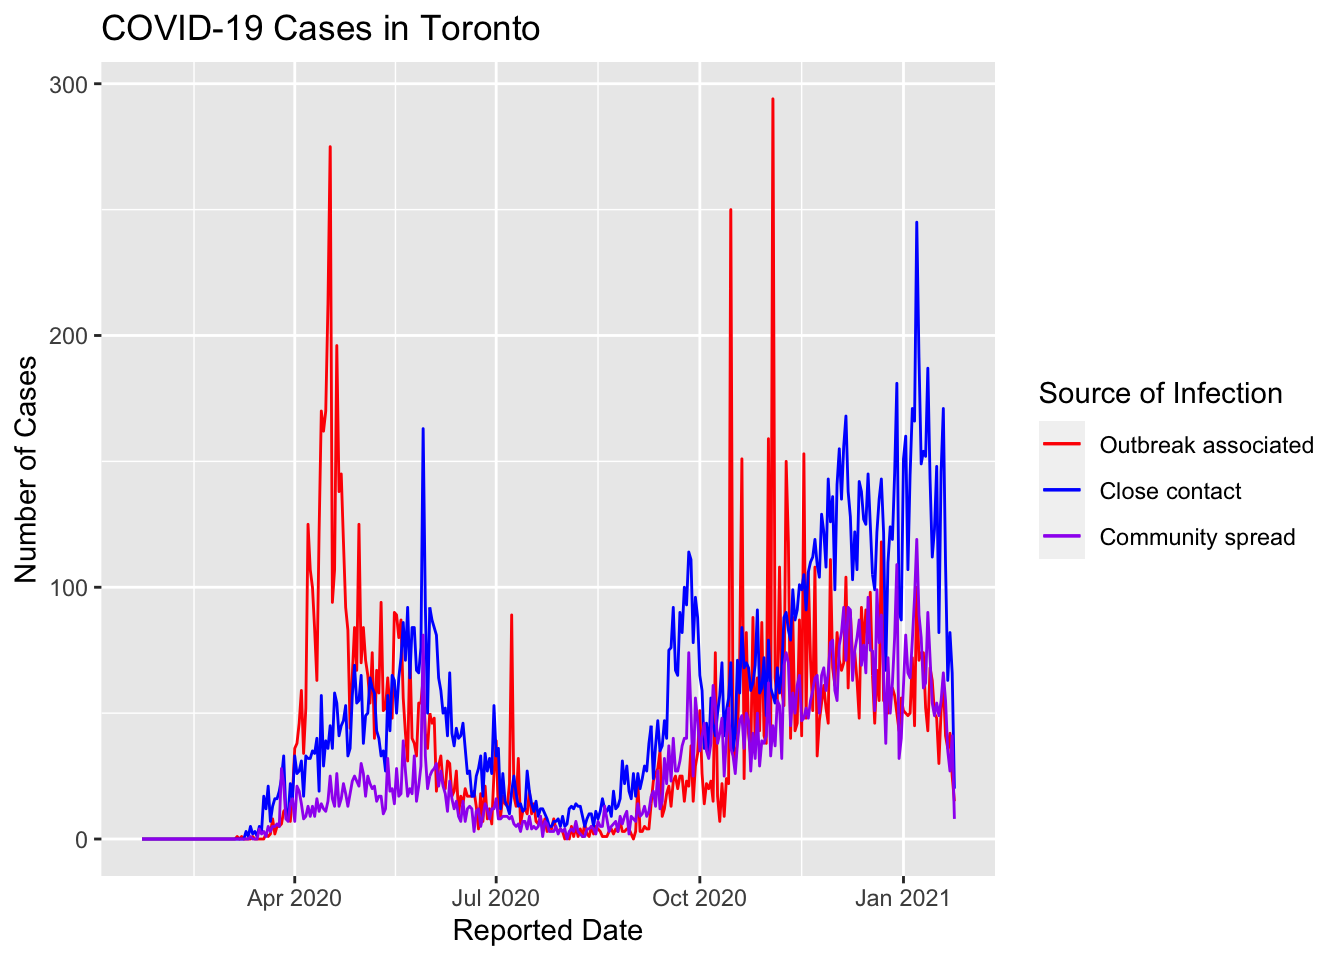 COVID-19 Cases in Toronto
Number of Cases
300
200
100
0
Apr 2020
Jul 2020
Oct 2020
Jan 2021
Reported Date
Source of Infection
Outbreak associated
Close contact
Community spread